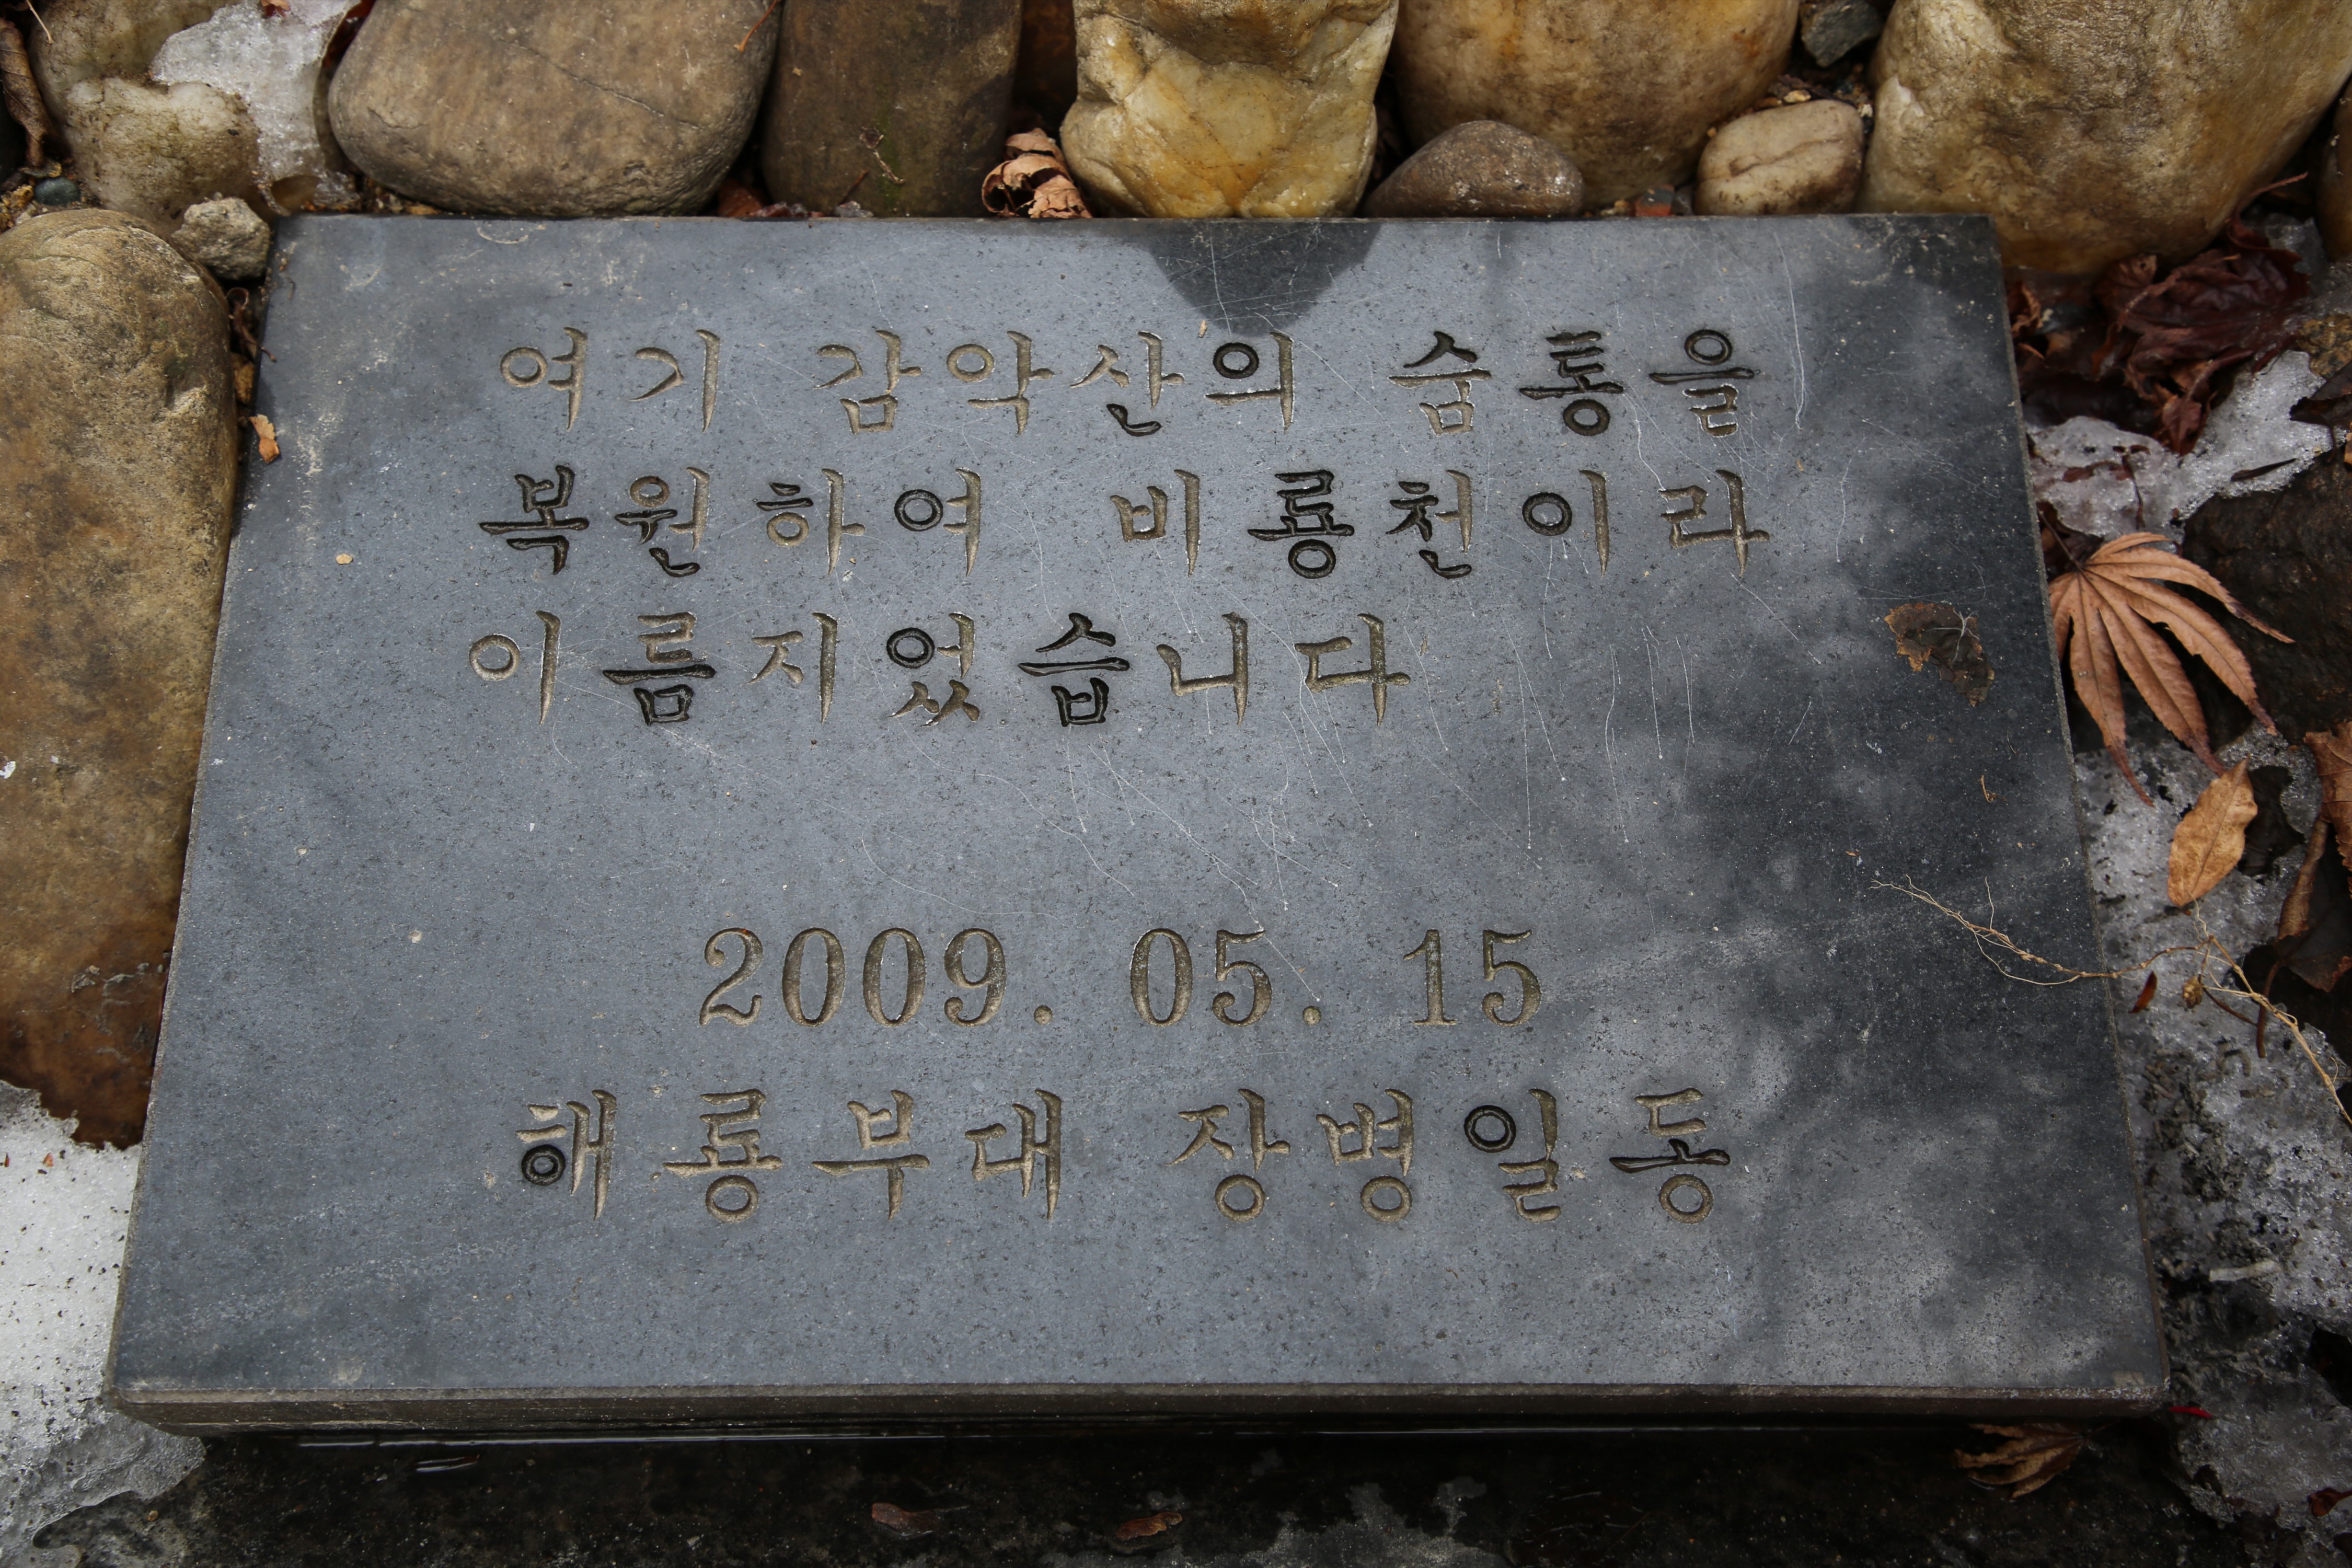 여기 감악산의 숨통을
복원하여 비룡천이라
이름지었습니다
2009. 05. 15
해룡부대 장병일동